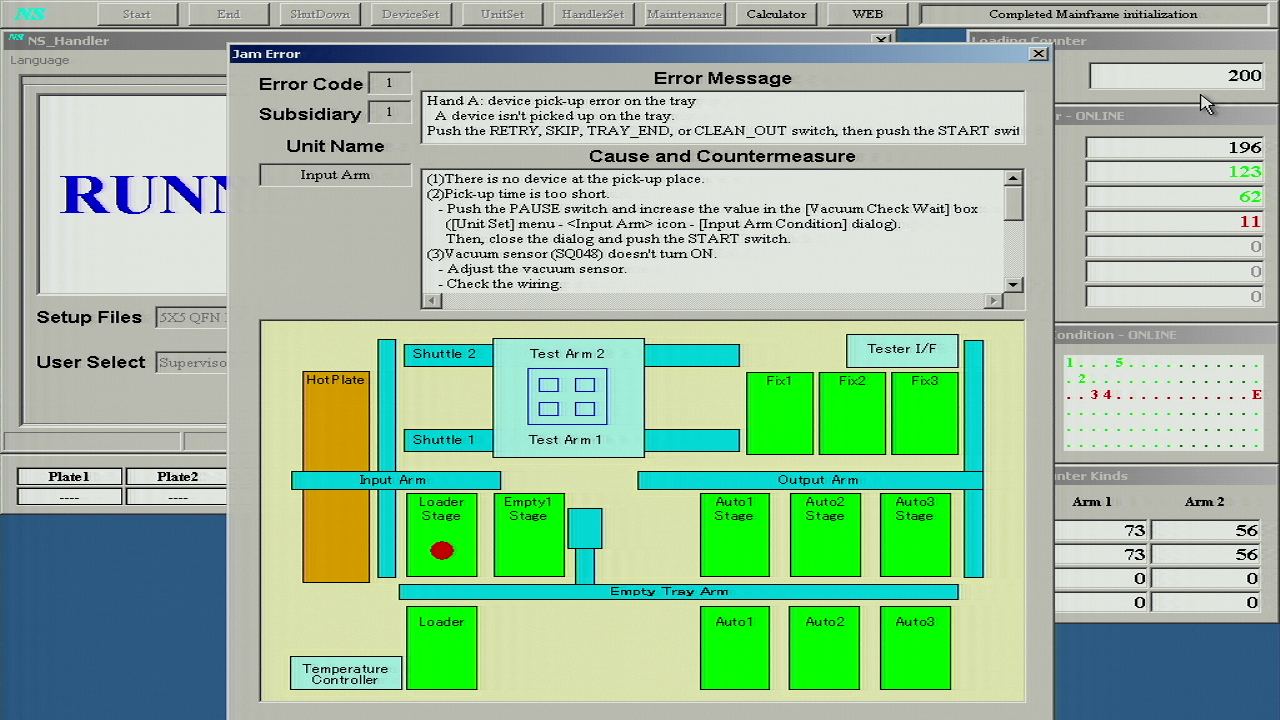 NS
Start
End
ShutDown
DeviceSet
UnitSet
HandlerSet
Maintenance
Calculator
WEB
Completed Mainframe initialization
NS NS_Handler
Language
RUNN
Setup Files
5X5 QFN
User Select
Superviso
Plate1
Plate2
----
----
Jam Error
Error Code
1
Subsidiary
1
Unit Name
Input Arm
Error Message
Hand A: device pick-up error on the tray
A device isn't picked up on the tray.
Push the RETRY, SKIP, TRAY_END, or CLEAN_OUT switch, then push the START swit
Cause and Countermeasure
(1)There is no device at the pick-up place.
(2)Pick-up time is too short.
- Push the PAUSE switch and increase the value in the [Vacuum Check Wait] box
([Unit Set] menu - <Input Arm> icon - [Input Arm Condition] dialog).
Then, close the dialog and push the START switch.
(3)Vacuum sensor (SQ048) doesn't turn ON.
- Adjust the vacuum sensor.
- Check the wiring.
HotPlate
Shuttle 2
Test Arm 2
Tester I/F
Fix1
Fix2
Fix3
Shuttle 1
Test Arm 1
Input Arm
Output Arm
Loader
Stage
Empty1
Stage
Auto1
Stage
Auto2
Stage
Auto3
Stage
Empty Tray Arm
Loader
Auto1
Auto2
Auto3
Temperature
Controller
Loading Counter
200
r - ONLINE
196
123
62
11
0
0
0
ondition - ONLINE
1 . . . 5 . . . . . . . . . . .
. 2 . . . . . . . . . . . . . .
. . 3 4 . . . . . . . . . . . E
unter Kinds
Arm 1
Arm 2
73
56
73
56
0
0
0
0